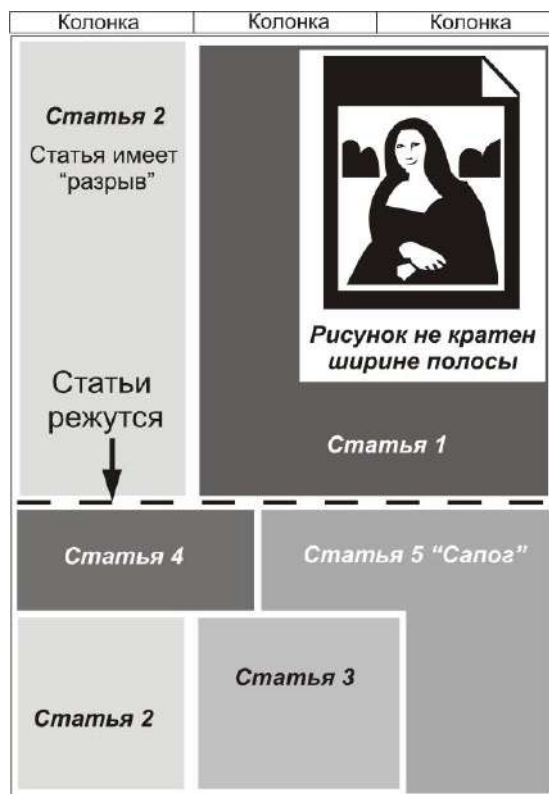 Колонка Колонка Колонка
Статья 2
Статья имеет
“разрыв”
Рисунок не кратен
ширине полосы
Статьи
режутся
Статья 1
Статья 4
Статья 5 “Сапог”
Статья 2
Статья 3